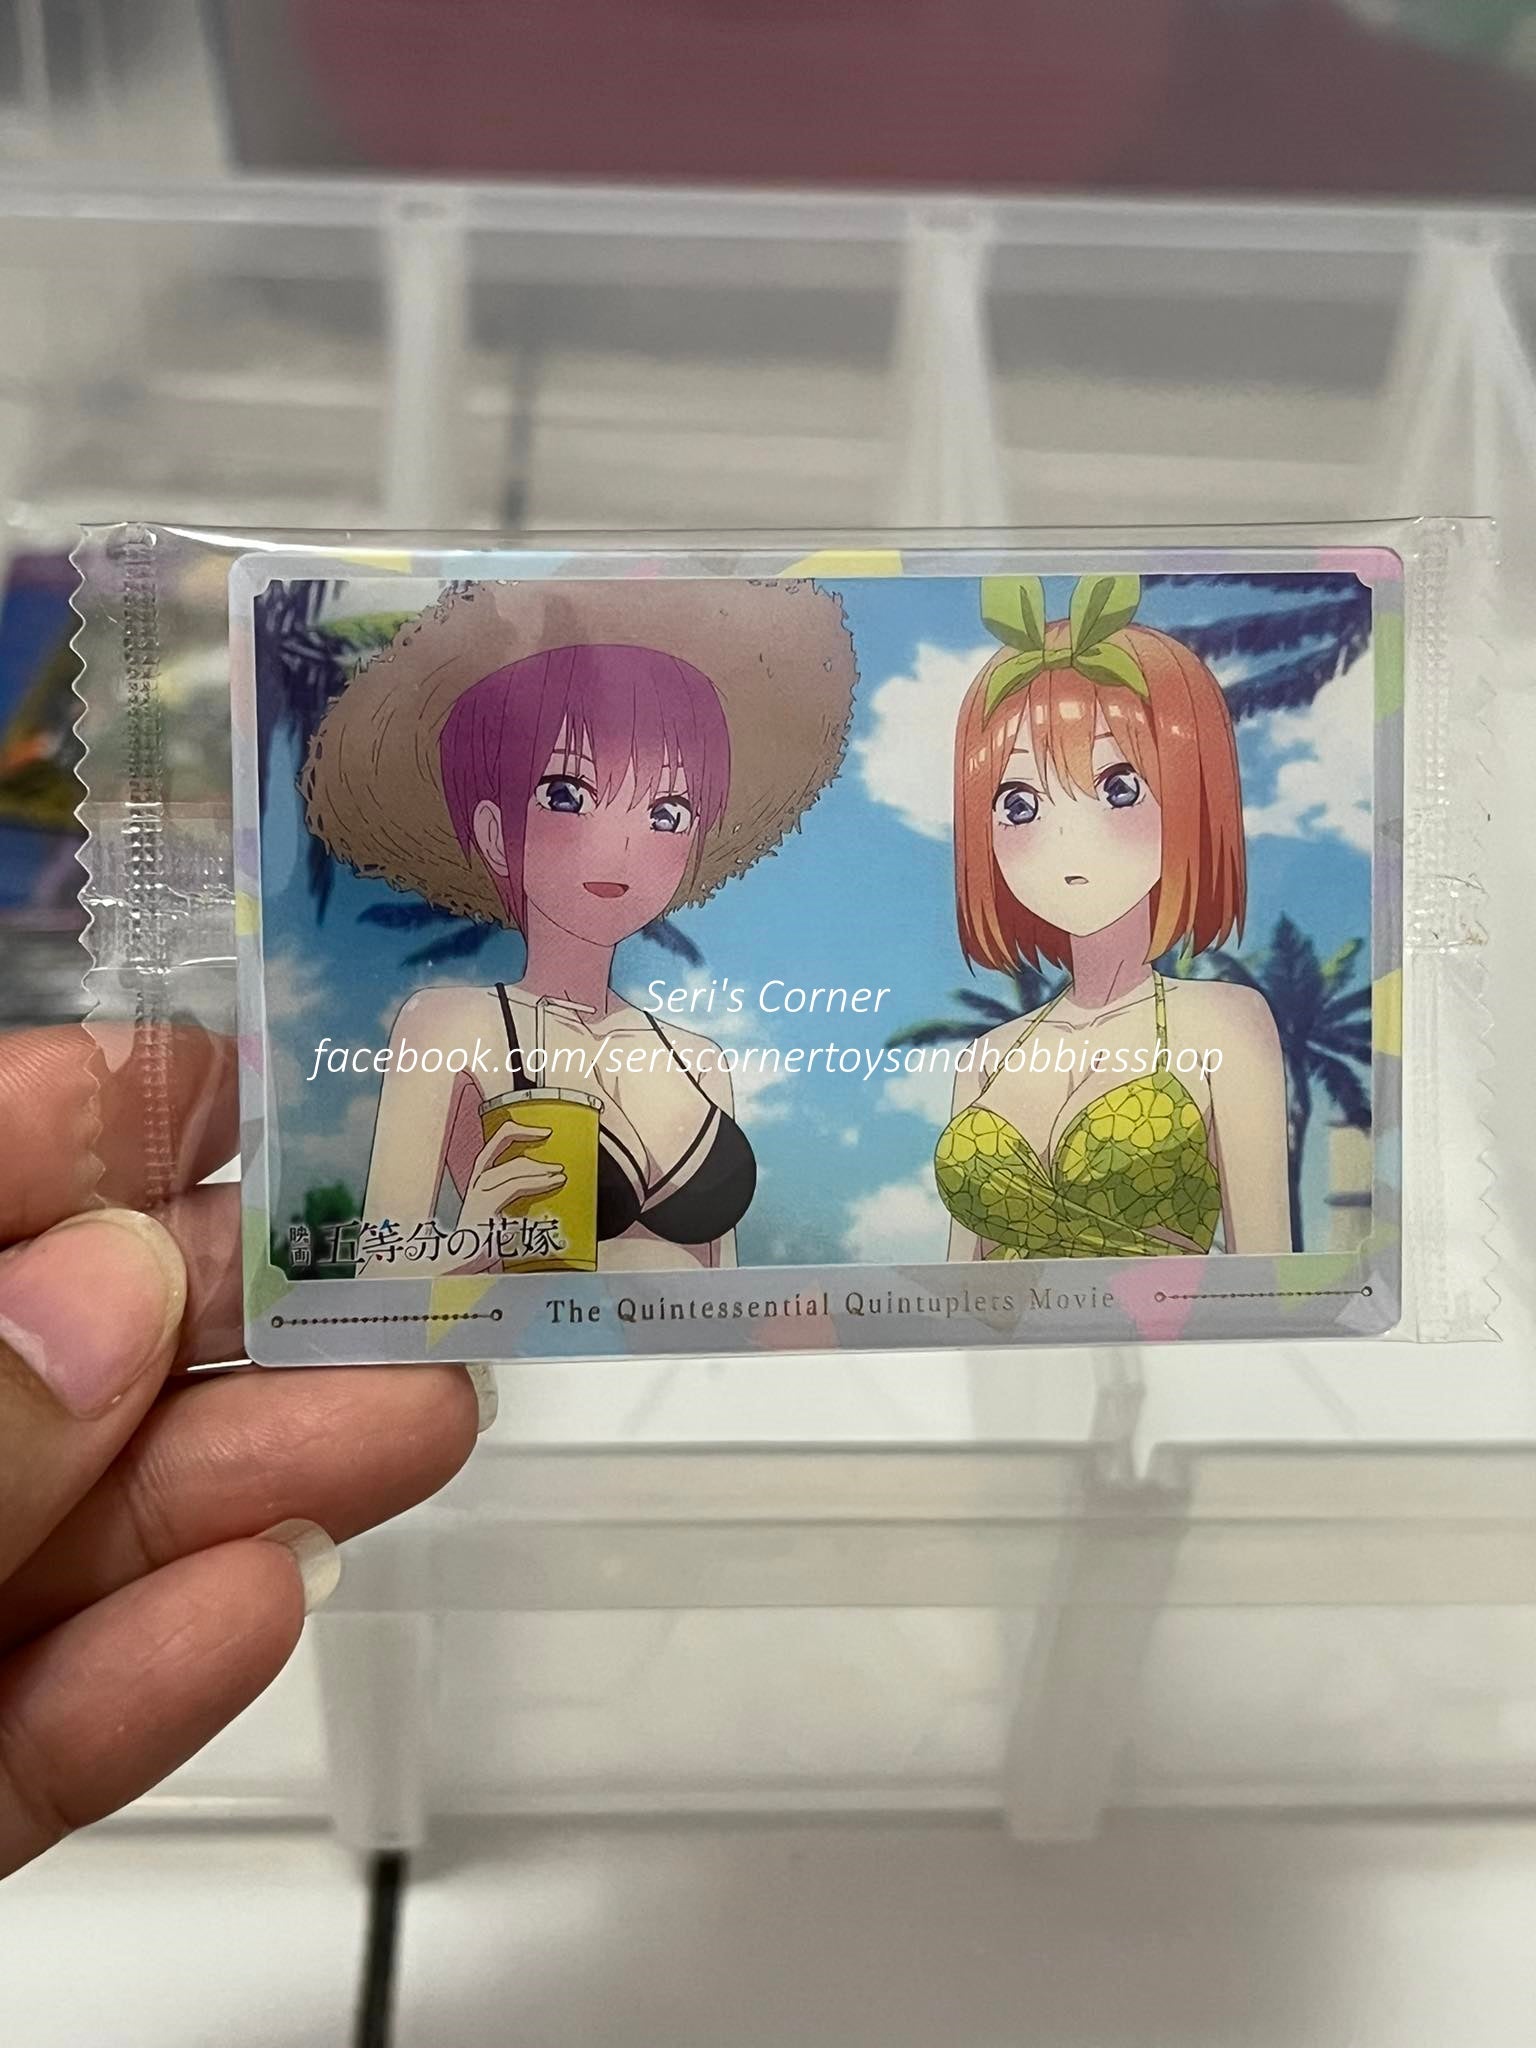 Seri's Corner
facebook.com/seriscornertoysandhobbiesshop
映画 五等分の花嫁
The Quintessential Quintuplets Movie